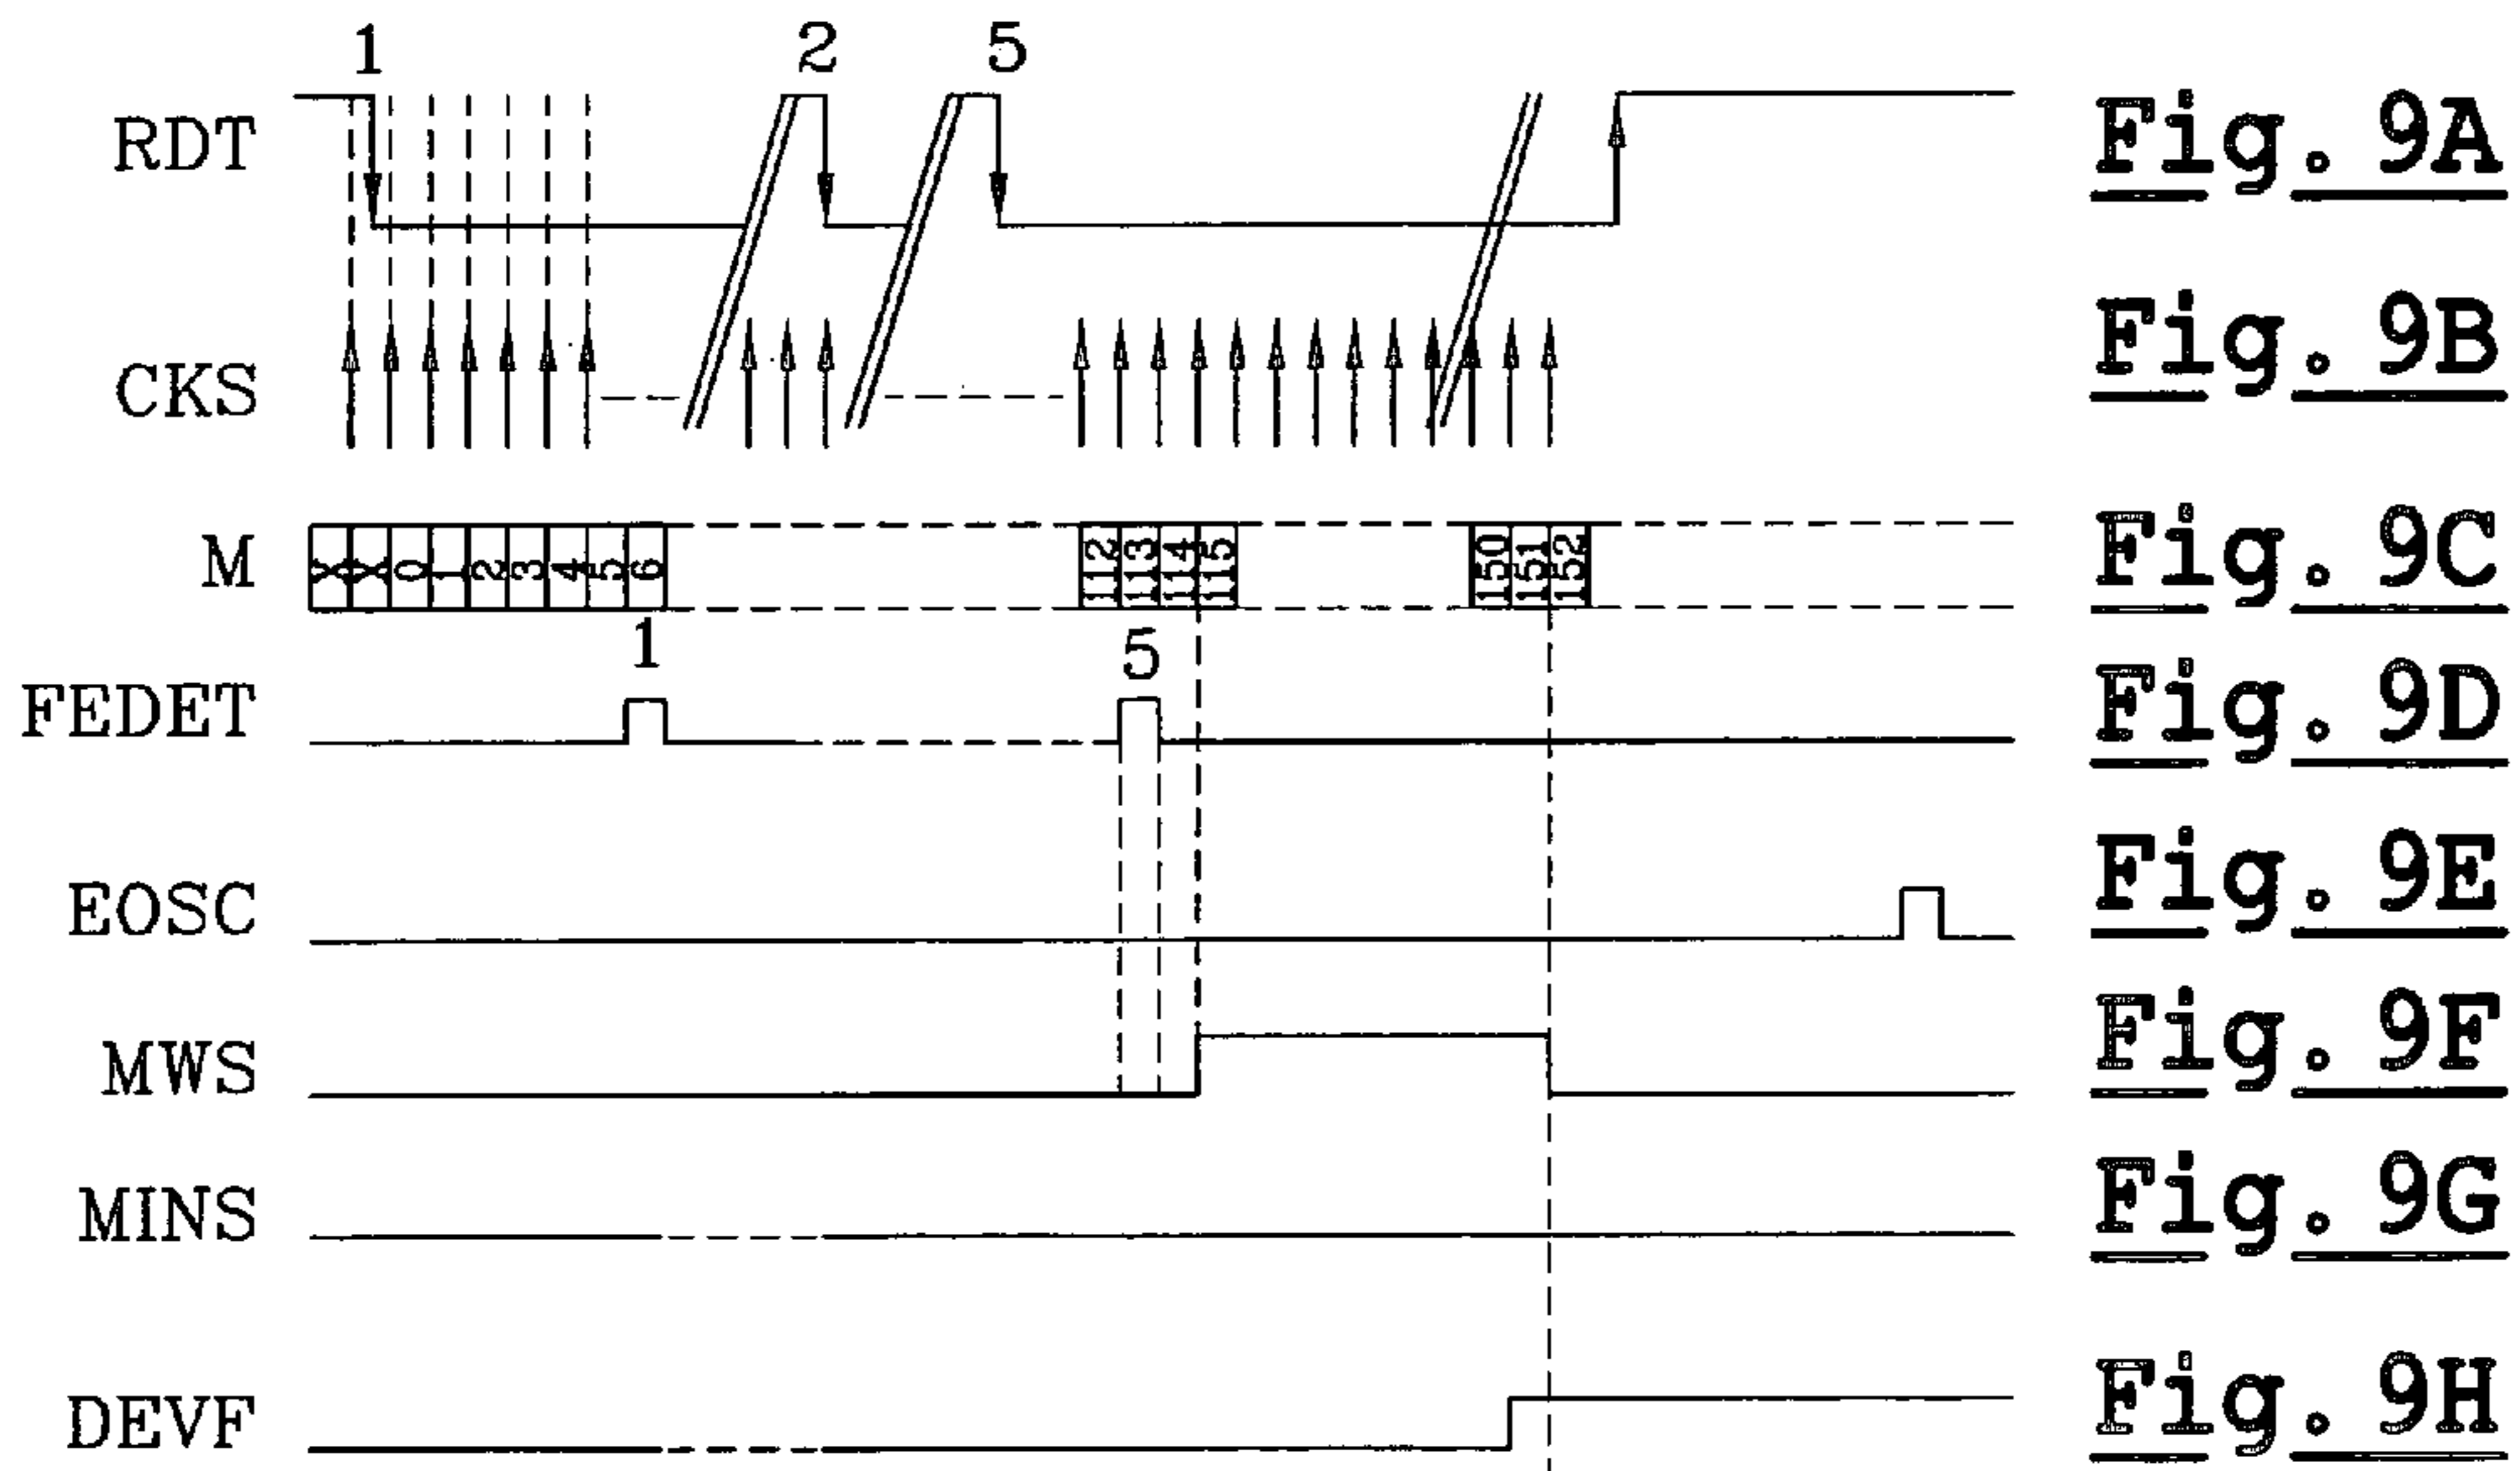 1 2 5
RDT Fig. 9A
CKS Fig. 9B
M X X 0 1 2 3 4 5 6 112 113 114 115 150 151 152 Fig. 9C
1 5
FEDET Fig. 9D
EOSC Fig. 9E
MWS Fig. 9F
MINS Fig. 9G
DEVF Fig. 9H